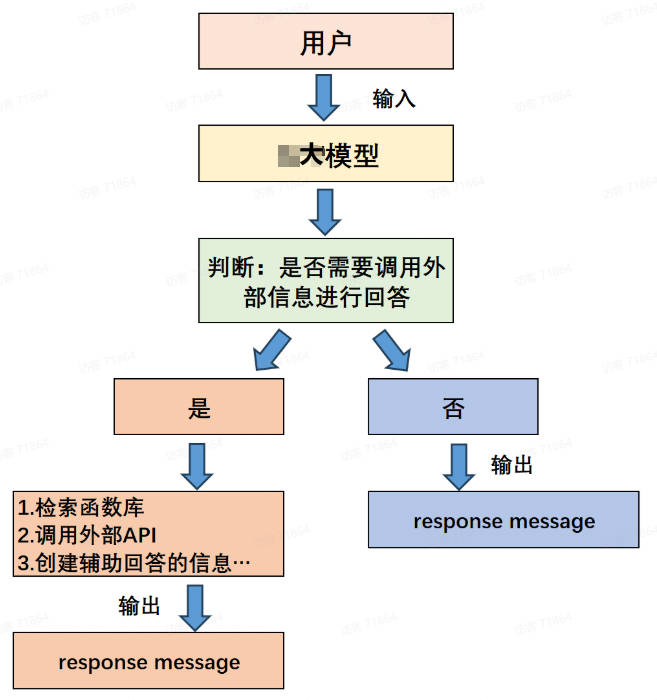 用户
输入
大模型
判断：是否需要调用外
部信息进行回答
是
否
输出
1.检索函数库
2.调用外部API
3.创建辅助回答的信息…
response message
输出
response message
访客 71864